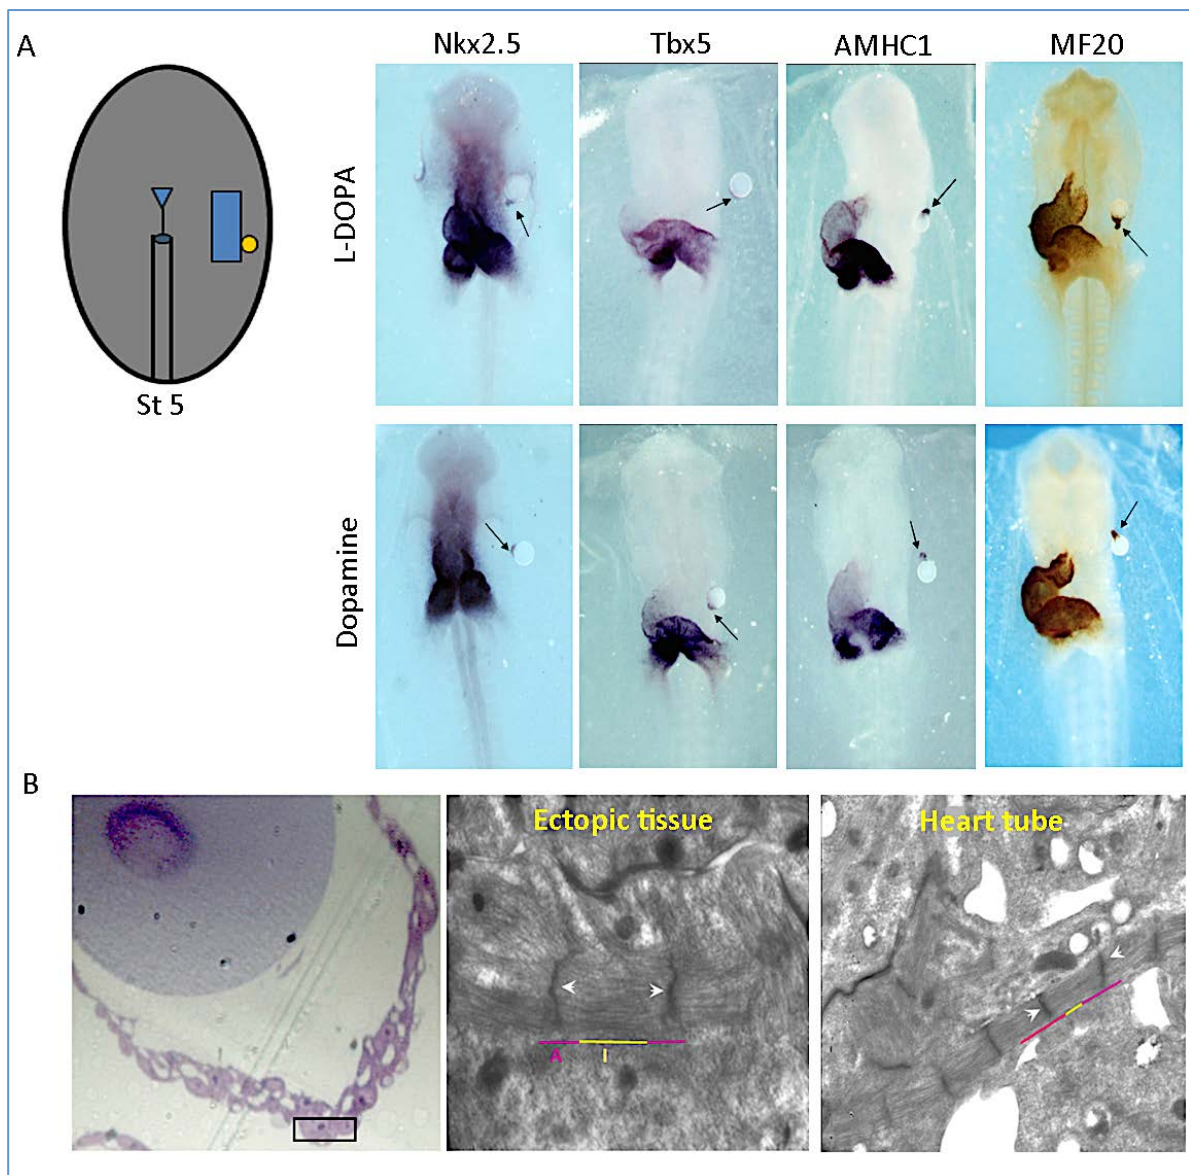 A
Nkx2.5
Tbx5
AMHC1
MF20
L-DOPA
St 5
Dopamine
B
Ectopic tissue
Heart tube
A
I